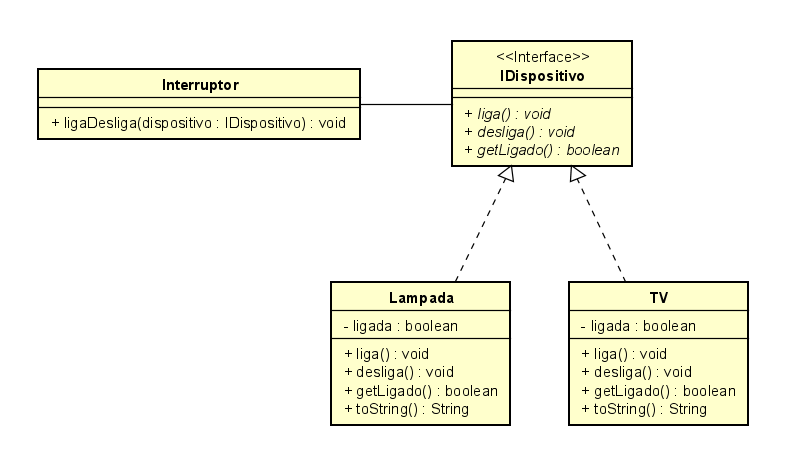 Interruptor
+ ligaDesliga(dispositivo : IDispositivo) : void
<<Interface>>
IDispositivo
+ liga() : void
+ desliga() : void
+ getLigado() : boolean
Lampada
- ligada : boolean
+ liga() : void
+ desliga() : void
+ getLigado() : boolean
+ toString() : String
TV
- ligada : boolean
+ liga() : void
+ desliga() : void
+ getLigado() : boolean
+ toString() : String